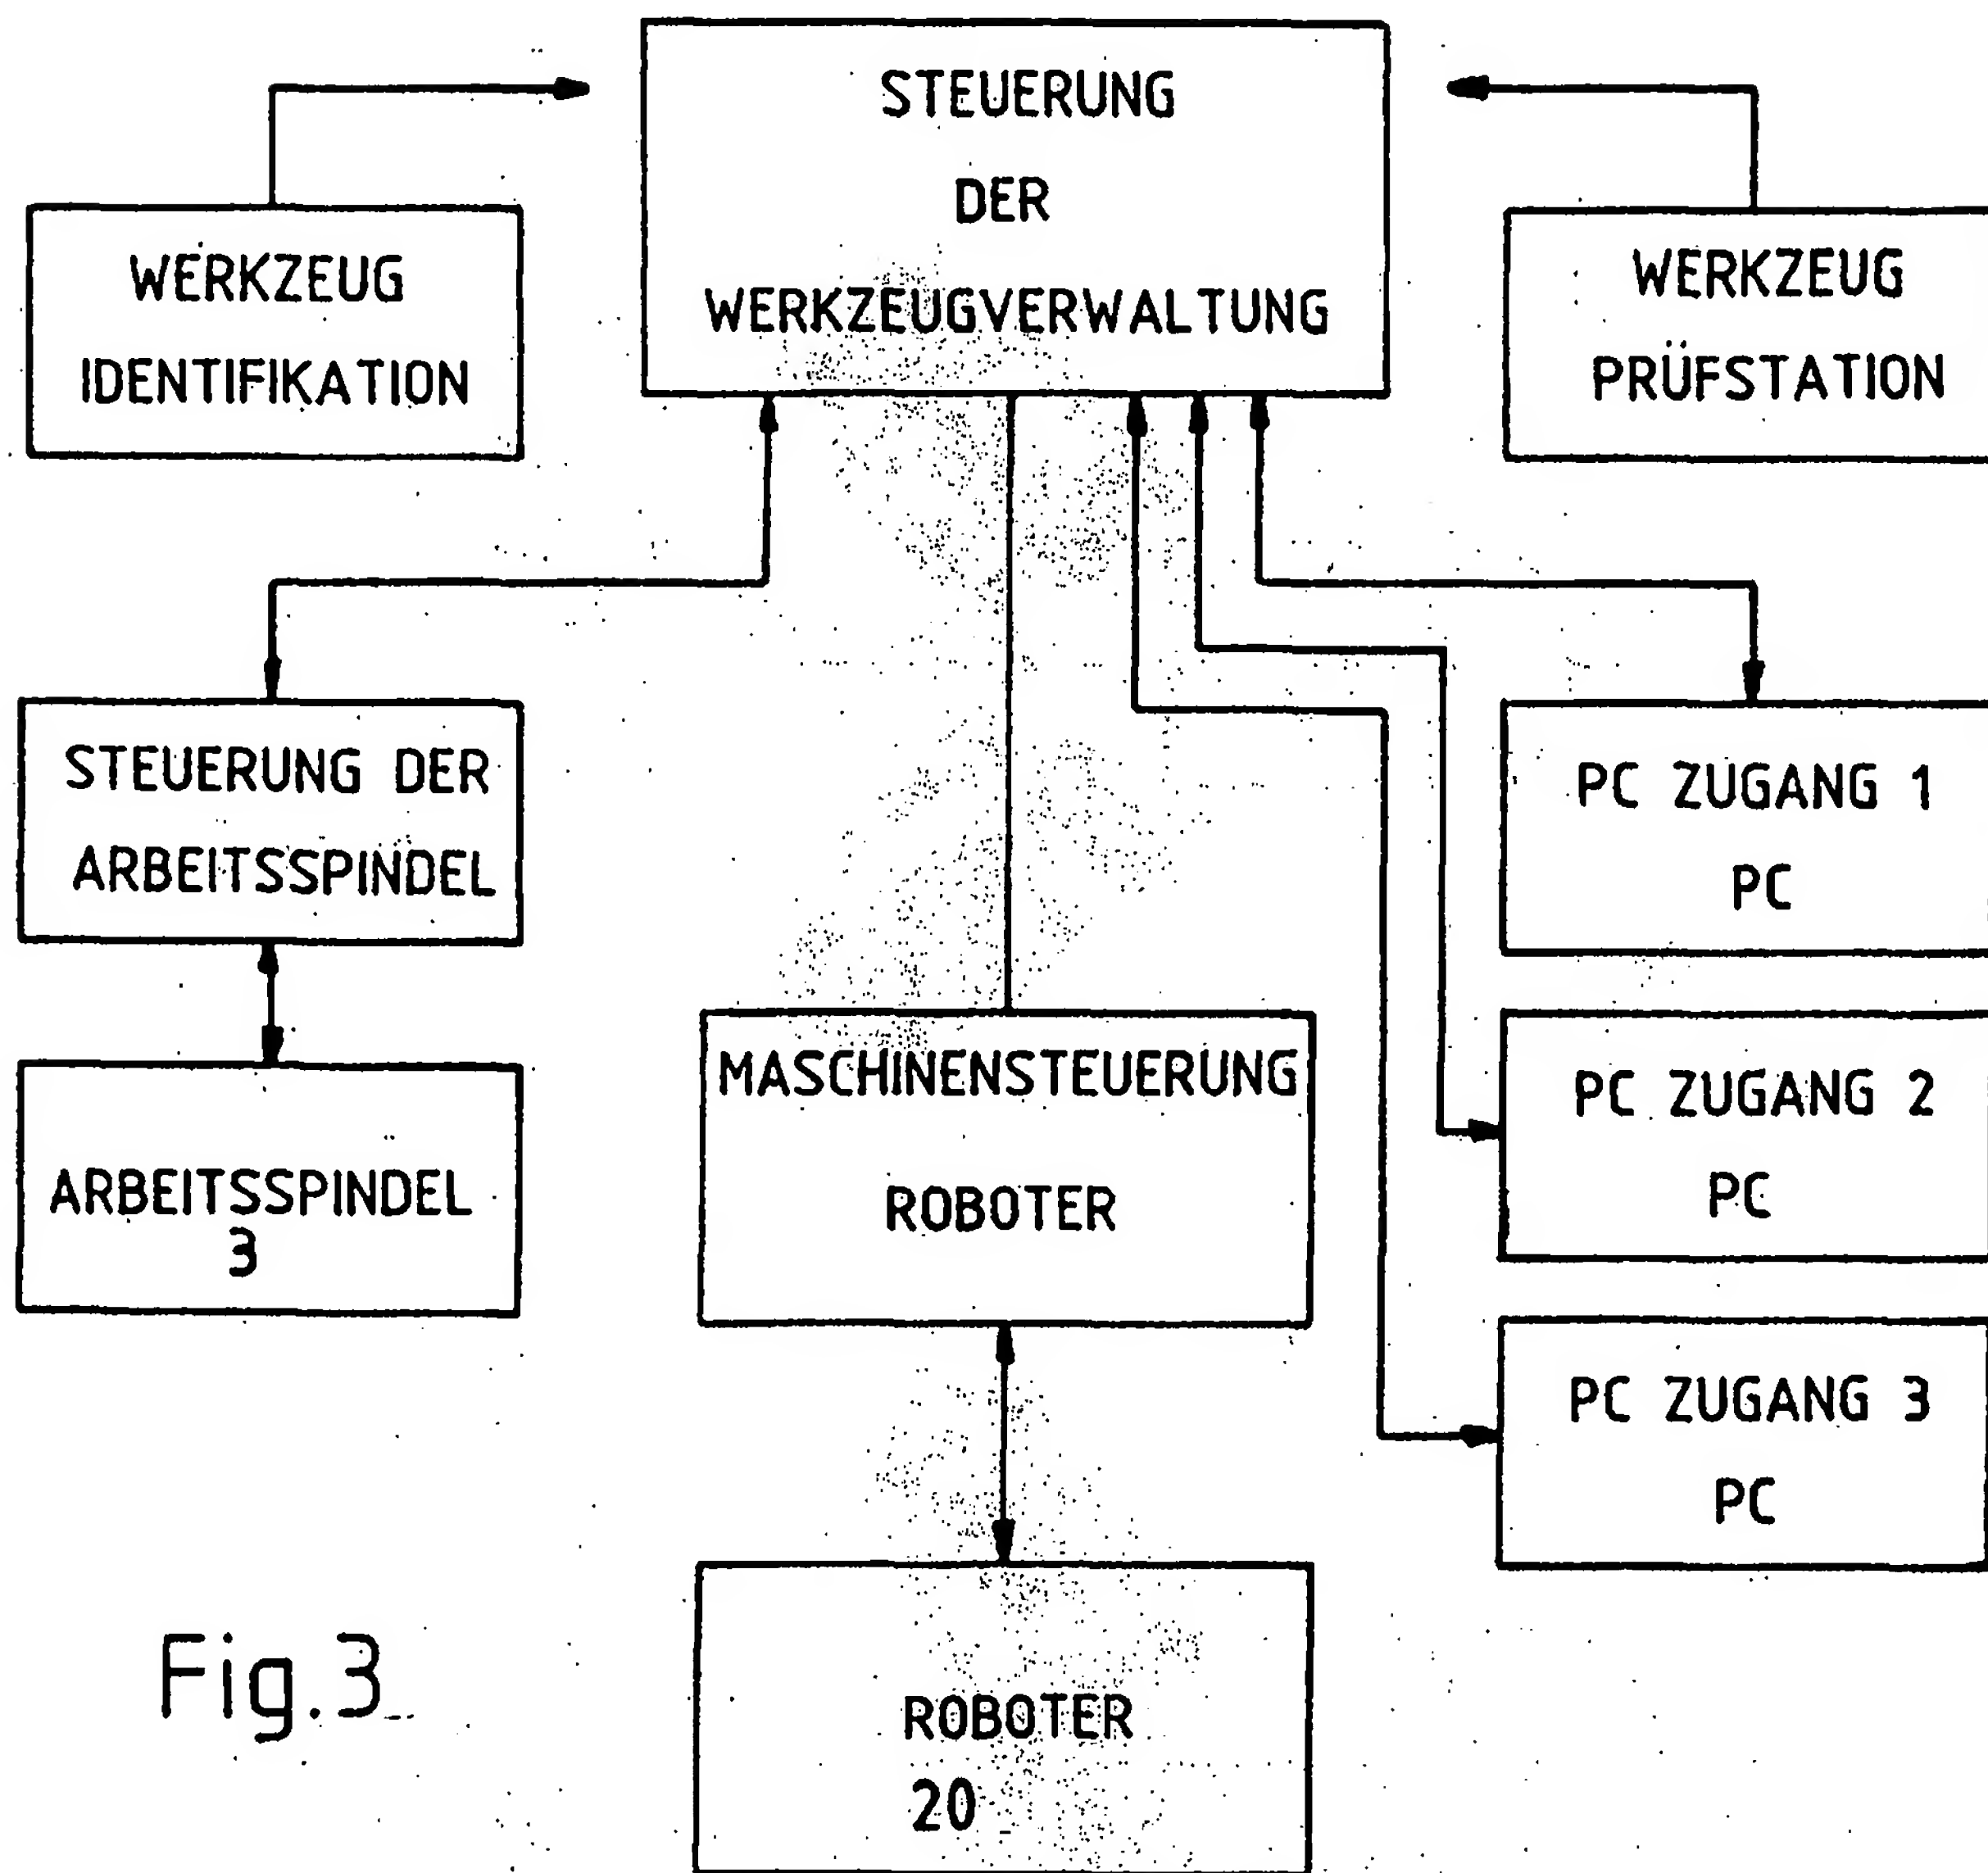 STEUERUNG
DER
WERKZEUGVERWALTUNG
WERKZEUG
IDENTIFIKATION
WERKZEUG
PRÜFSTATION
STEUERUNG DER
ARBEITSSPINDEL
PC ZUGANG 1
PC
ARBEITSSPINDEL
3
MASCHINENSTEUERUNG
ROBOTER
PC ZUGANG 2
PC
PC ZUGANG 3
PC
ROBOTER
20
Fig.3